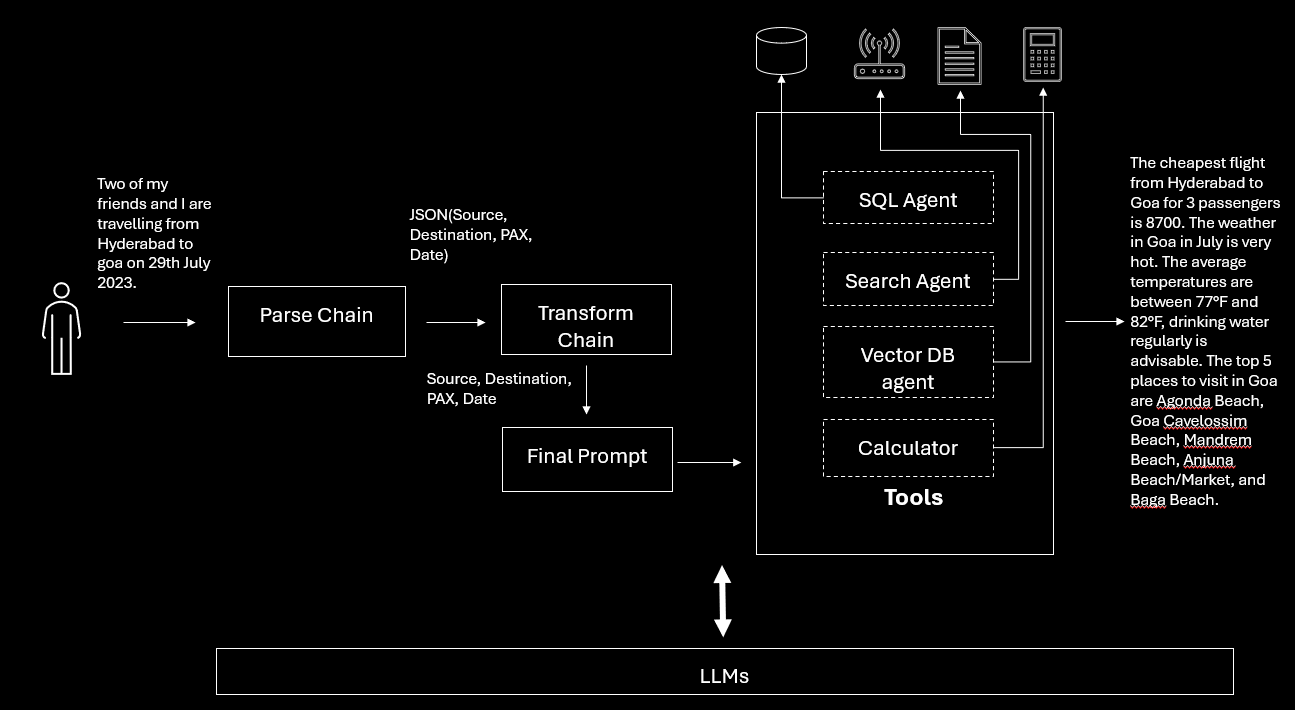 Two of my
friends and I are
travelling from
Hyderabad to
goa on 29th July
2023.
Parse Chain
JSON(Source,
Destination, PAX,
Date)
Transform
Chain
Source, Destination,
PAX, Date
Final Prompt
SQL Agent
Search Agent
Vector DB
agent
Calculator
Tools
The cheapest flight
from Hyderabad to
Goa for 3 passengers
is 8700. The weather
in Goa in July is very
hot. The average
temperatures are
between 77°F and
82°F, drinking water
regularly is
advisable. The top 5
places to visit in Goa
are Agonda Beach,
Goa Cavelossim
Beach, Mandrem
Beach, Anjuna
Beach/Market, and
Baga Beach.
LLMs